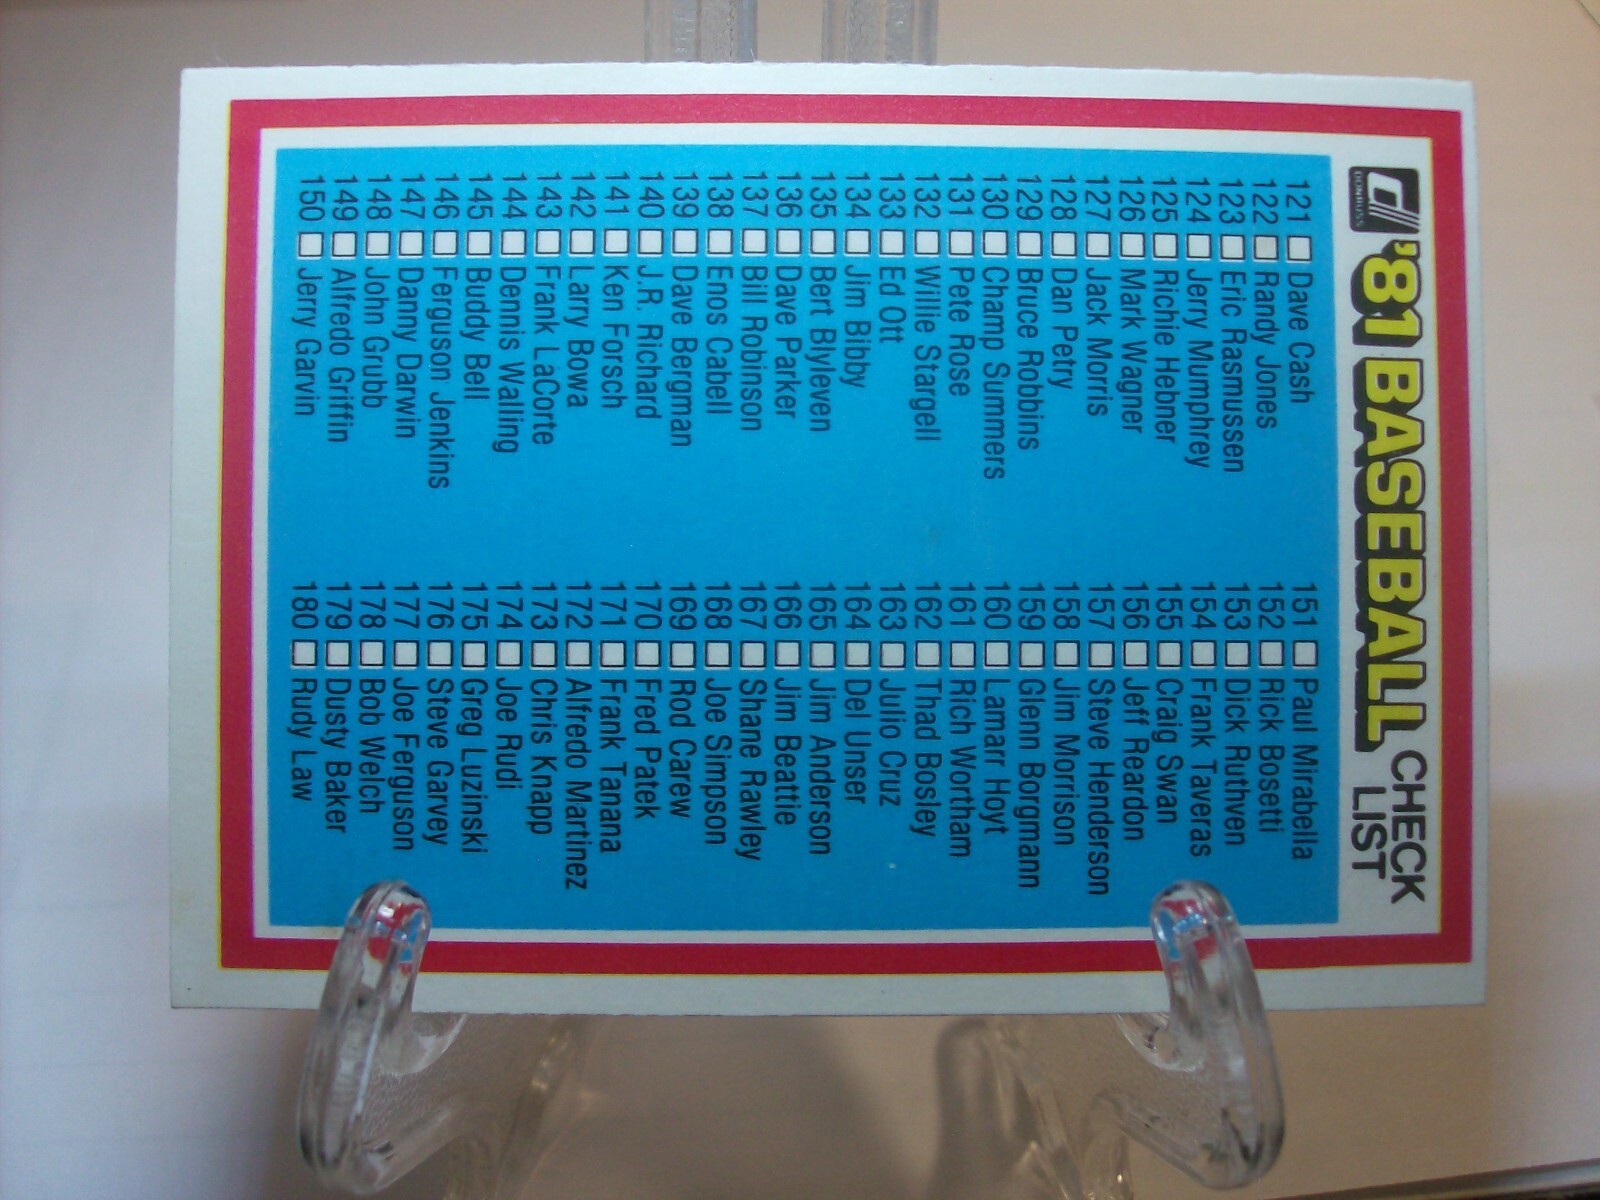 DONRUSS
'81 BASEBALL CHECK LIST
121 Dave Cash
122 Randy Jones
123 Eric Rasmussen
124 Jerry Mumphrey
125 Richie Hebner
126 Mark Wagner
127 Jack Morris
128 Dan Petry
129 Bruce Robbins
130 Champ Summers
131 Pete Rose
132 Willie Stargell
133 Ed Ott
134 Jim Bibby
135 Bert Blyleven
136 Dave Parker
137 Bill Robinson
138 Enos Cabell
139 Dave Bergman
140 J.R. Richard
141 Ken Forsch
142 Larry Bowa
143 Frank LaCorte
144 Dennis Walling
145 Buddy Bell
146 Ferguson Jenkins
147 Danny Darwin
148 John Grubb
149 Alfredo Griffin
150 Jerry Garvin
151 Paul Mirabella
152 Rick Bosetti
153 Dick Ruthven
154 Frank Taveras
155 Craig Swan
156 Jeff Reardon
157 Steve Henderson
158 Jim Morrison
159 Glenn Borgmann
160 Lamarr Hoyt
161 Rich Wortham
162 Thad Bosley
163 Julio Cruz
164 Del Unser
165 Jim Anderson
166 Jim Beattie
167 Shane Rawley
168 Joe Simpson
169 Rod Carew
170 Fred Patek
171 Frank Tanana
172 Alfredo Martinez
173 Chris Knapp
174 Joe Rudi
175 Greg Luzinski
176 Steve Garvey
177 Joe Ferguson
178 Bob Welch
179 Dusty Baker
180 Rudy Law